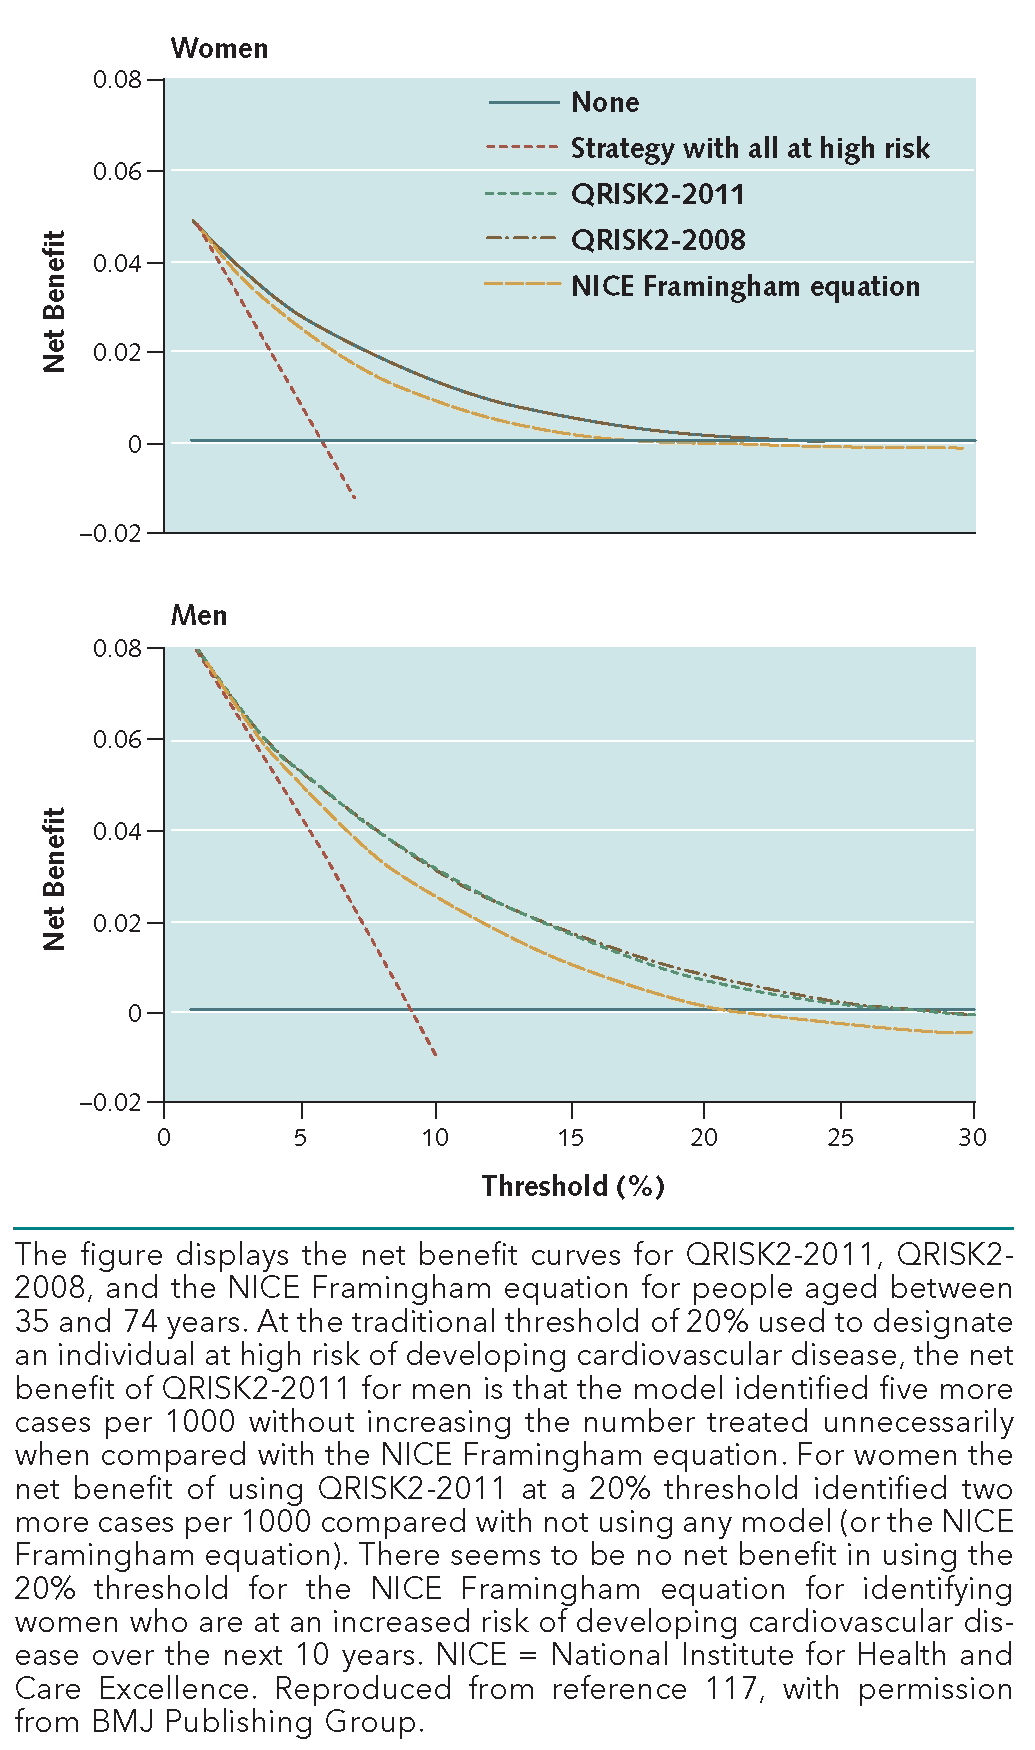 Women
0.08
0.06
0.04
0.02
0
–0.02
Net Benefit
None
Strategy with all at high risk
QRISK2-2011
QRISK2-2008
NICE Framingham equation
Men
0.08
0.06
0.04
0.02
0
–0.02
Net Benefit
0 5 10 15 20 25 30
Threshold (%)
The figure displays the net benefit curves for QRISK2-2011, QRISK2-
2008, and the NICE Framingham equation for people aged between
35 and 74 years. At the traditional threshold of 20% used to designate
an individual at high risk of developing cardiovascular disease, the net
benefit of QRISK2-2011 for men is that the model identified five more
cases per 1000 without increasing the number treated unnecessarily
when compared with the NICE Framingham equation. For women the
net benefit of using QRISK2-2011 at a 20% threshold identified two
more cases per 1000 compared with not using any model (or the NICE
Framingham equation). There seems to be no net benefit in using the
20% threshold for the NICE Framingham equation for identifying
women who are at an increased risk of developing cardiovascular dis-
ease over the next 10 years. NICE = National Institute for Health and
Care Excellence. Reproduced from reference 117, with permission
from BMJ Publishing Group.